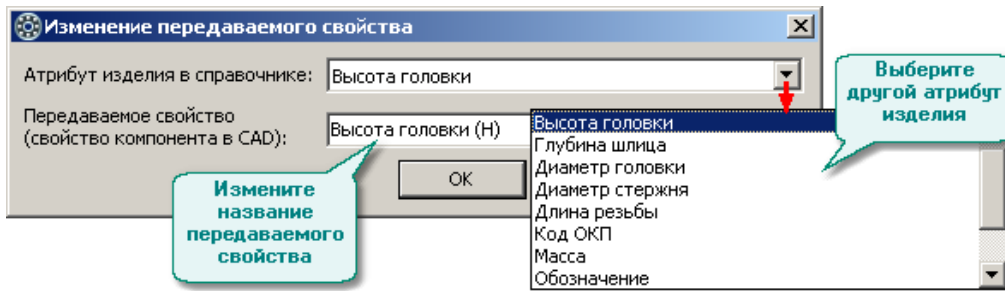 Изменение передаваемого свойства
Атрибут изделия в справочнике:
Высота головки
Передаваемое свойство
(свойство компонента в CAD):
Высота головки (H)
OK
Высота головки
Глубина шлица
Диаметр головки
Диаметр стержня
Длина резьбы
Код ОКП
Масса
Обозначение
Выберите
другой атрибут
изделия
Измените
название
передаваемого
свойства